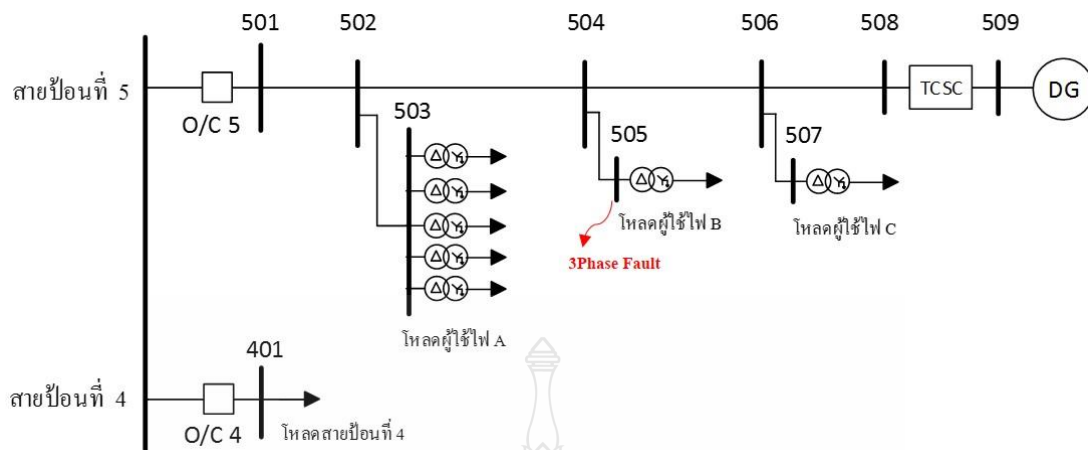 501
502
504
506
508
509
สายป้อนที่ 5
O/C 5
TCSC
DG
503
505
507
โหลดผู้ใช้ไฟ B
โหลดผู้ใช้ไฟ C
3Phase Fault
โหลดผู้ใช้ไฟ A
401
สายป้อนที่ 4
O/C 4
โหลดสายป้อนที่ 4